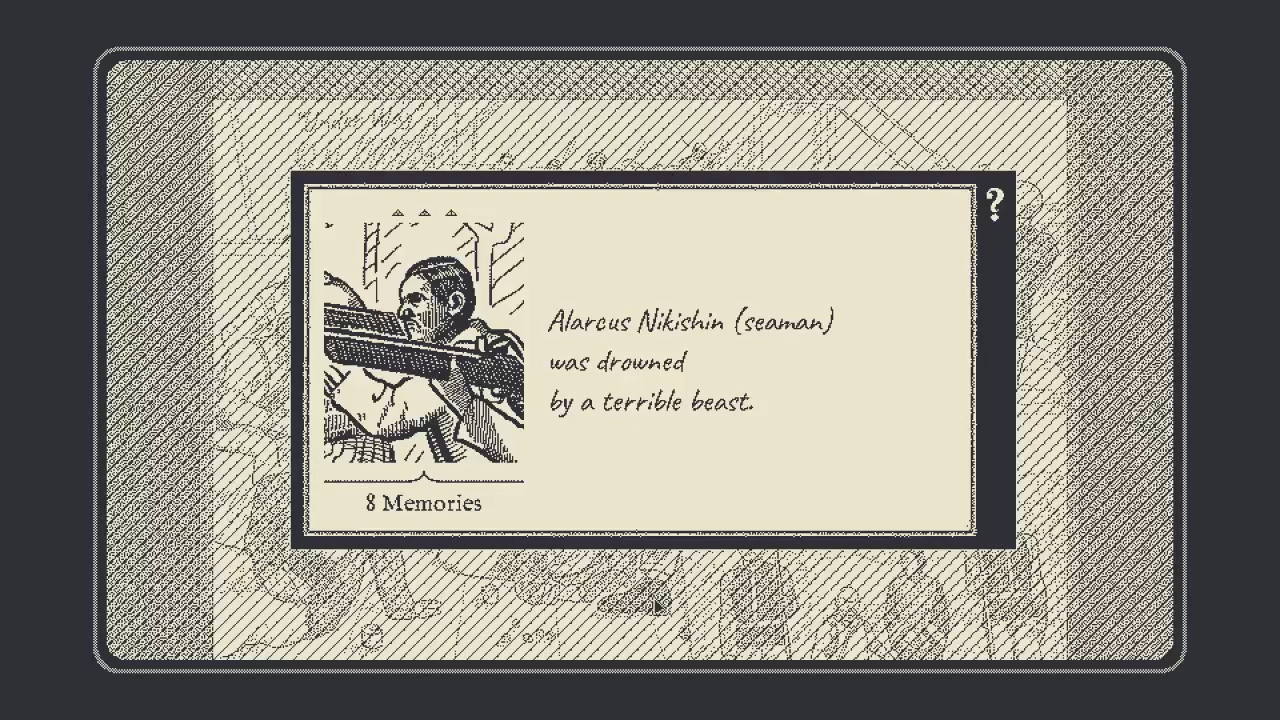 ?
Alarcus Nikishin (seaman)
was drowned
by a terrible beast.
8 Memories